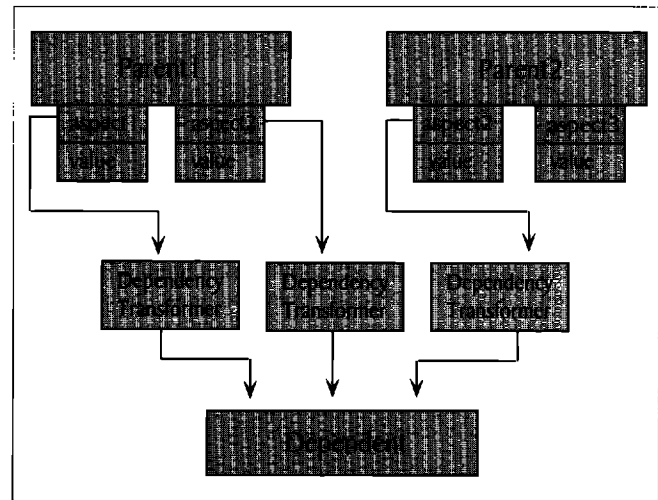 Parent1
Parent2
value
value
value
value
Dependency
Transformer
Dependency
Transformer
Dependency
Transformer
Dependent